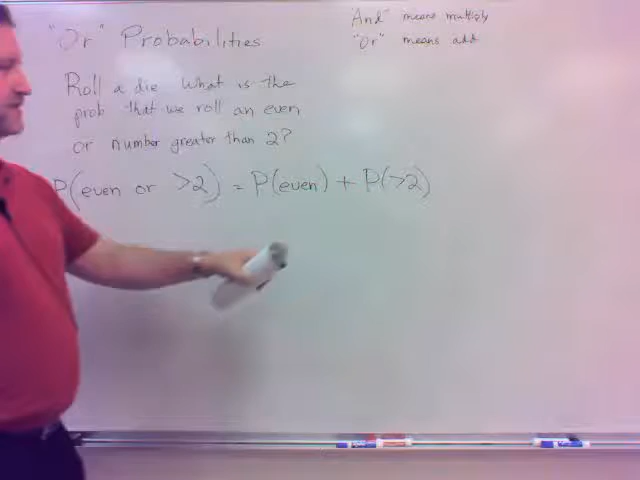 "Or" Probabilities
"And" means multiply
"Or" means add
Roll a die What is the
prob that we roll an even
or number greater than 2?
P(even or >2) = P(even) + P(>2)